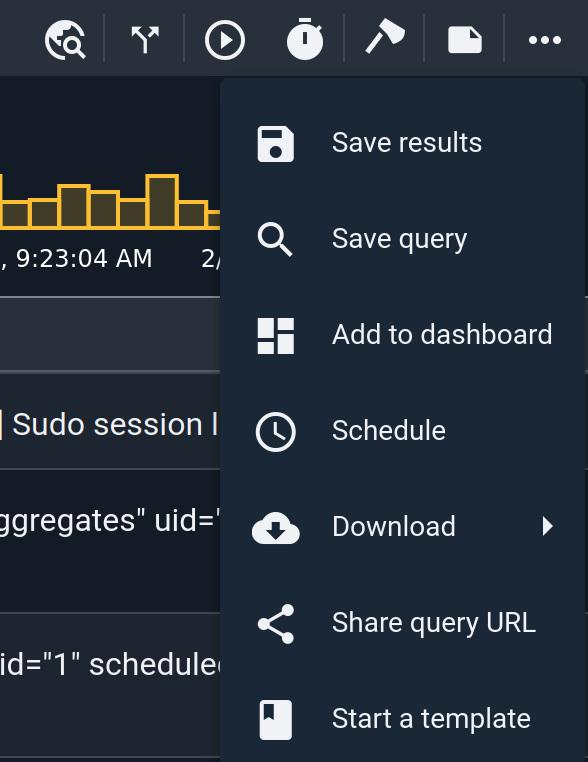 Save results
, 9:23:04 AM 2/
Save query
Add to dashboard
Sudo session l
Schedule
ggregates" uid="
Download
Share query URL
id="1" scheduled
Start a template